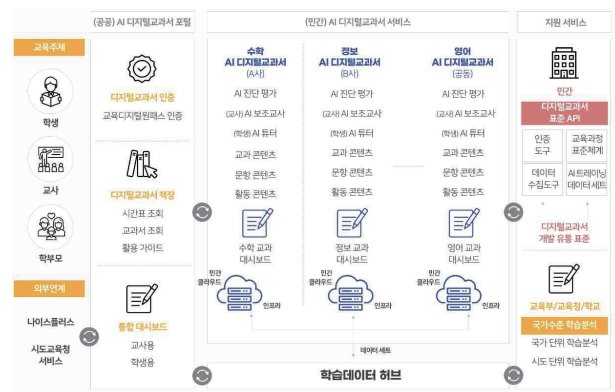 (공공) AI 디지털교과서 포털
(민간) AI 디지털교과서 서비스
지원 서비스
교육주체
학생
교사
학부모
외부연계
나이스플러스
시도교육청
서비스
디지털교과서 인증
교육디지털원패스 인증
디지털교과서 책장
시간표 조회
교과서 조회
활용 가이드
통합 대시보드
교사용
학생용
수학
AI 디지털교과서
(A사)
AI 진단 평가
(교사) AI 보조교사
(학생) AI 튜터
교과 콘텐츠
문항 콘텐츠
활동 콘텐츠
수학 교과
대시보드
민간
클라우드
인프라
정보
AI 디지털교과서
(B사)
AI 진단 평가
(교사) AI 보조교사
(학생) AI 튜터
교과 콘텐츠
문항 콘텐츠
활동 콘텐츠
정보 교과
대시보드
민간
클라우드
인프라
영어
AI 디지털교과서
(공동)
AI 진단 평가
(교사) AI 보조교사
(학생) AI 튜터
교과 콘텐츠
문항 콘텐츠
활동 콘텐츠
영어 교과
대시보드
민간
클라우드
인프라
데이터 세트
학습데이터 허브
민간
디지털교과서
표준 API
인증
도구
교육과정
표준체계
데이터
수집도구
AI트레이닝
데이터세트
디지털교과서
개발 유통 표준
교육부/교육청/학교
국가수준 학습분석
국가 단위 학습분석
시도 단위 학습분석